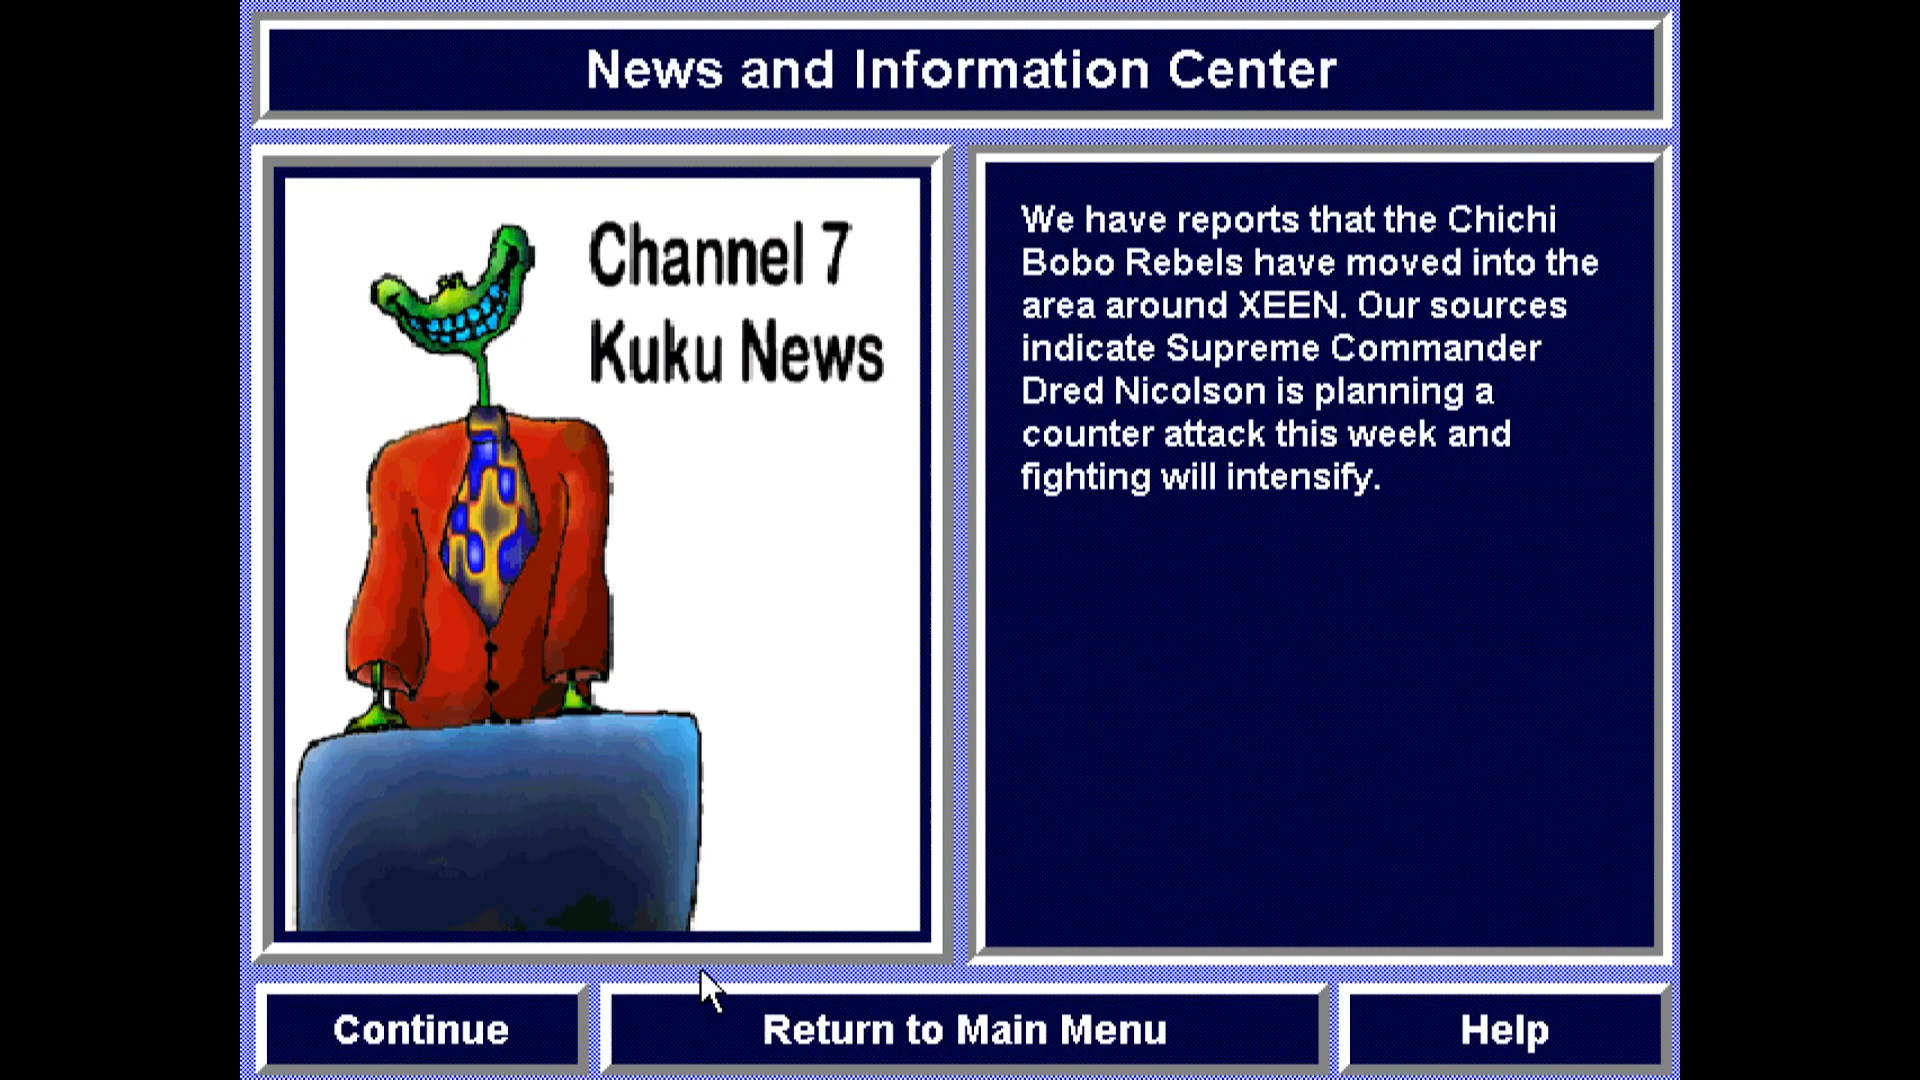 News and Information Center
Channel 7
Kuku News
We have reports that the Chichi
Bobo Rebels have moved into the
area around XEEN. Our sources
indicate Supreme Commander
Dred Nicolson is planning a
counter attack this week and
fighting will intensify.
Continue
Return to Main Menu
Help